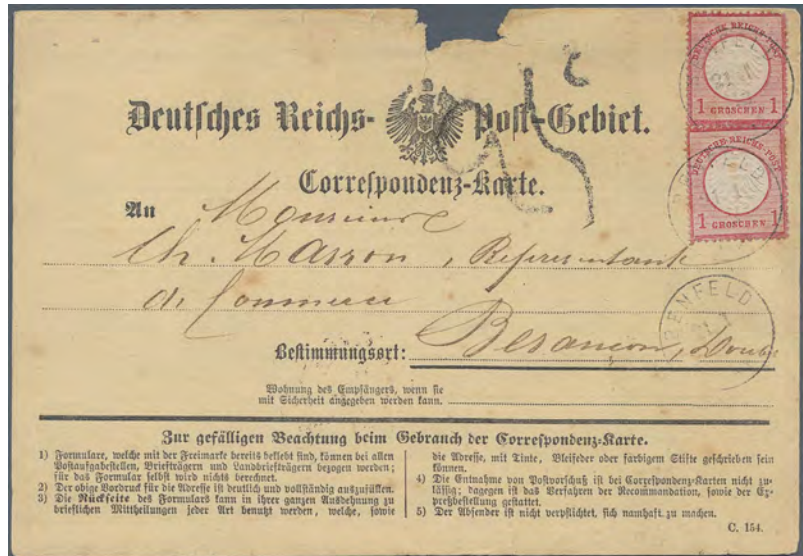 DEUTSCHE REICHS-POST
1 GROSCHEN 1
DEUTSCHE REICHS-POST
1 GROSCHEN 1
BENFELD
25 c
Deutsches Reichs-Post-Gebiet.
Correspondenz-Karte.
An Monsieur
Ch. Masson, Representant
de Commerce
BENFELD
Bestimmungsort: Besancon, Doubs
Wohnung des Empfängers, wenn sie
mit Sicherheit angegeben werden kann.
Zur gefälligen Beachtung beim Gebrauch der Correspondenz-Karte.
1) Formulare, welche mit der Freimarke bereits beklebt sind, können bei allen
Postaufgabestellen, Briefträgern und Landbriefträgern bezogen werden;
für das Formular selbst wird nichts berechnet.
2) Der obige Vordruck für die Adresse ist deutlich und vollständig auszufüllen.
3) Die Rückseite des Formulars kann in ihrer ganzen Ausdehnung zu
brieflichen Mittheilungen jeder Art benutzt werden, welche, sowie
die Adresse, mit Tinte, Bleifeder oder farbigem Stifte geschrieben sein
können.
4) Die Entnahme von Postvorschuß ist bei Correspondenz-Karten nicht zu-
lässig; dagegen ist das Verfahren der Recommandation, sowie der Ex-
preßbestellung gestattet.
5) Der Absender ist nicht verpflichtet, sich namhaft zu machen.
C. 154.